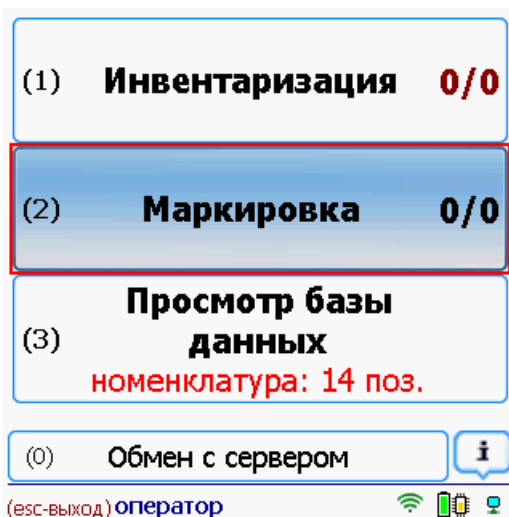 (1) Инвентаризация 0/0
(2) Маркировка 0/0
Просмотр базы
(3) данных
номенклатура: 14 поз.
(0) Обмен с сервером i
(esc-выход) оператор